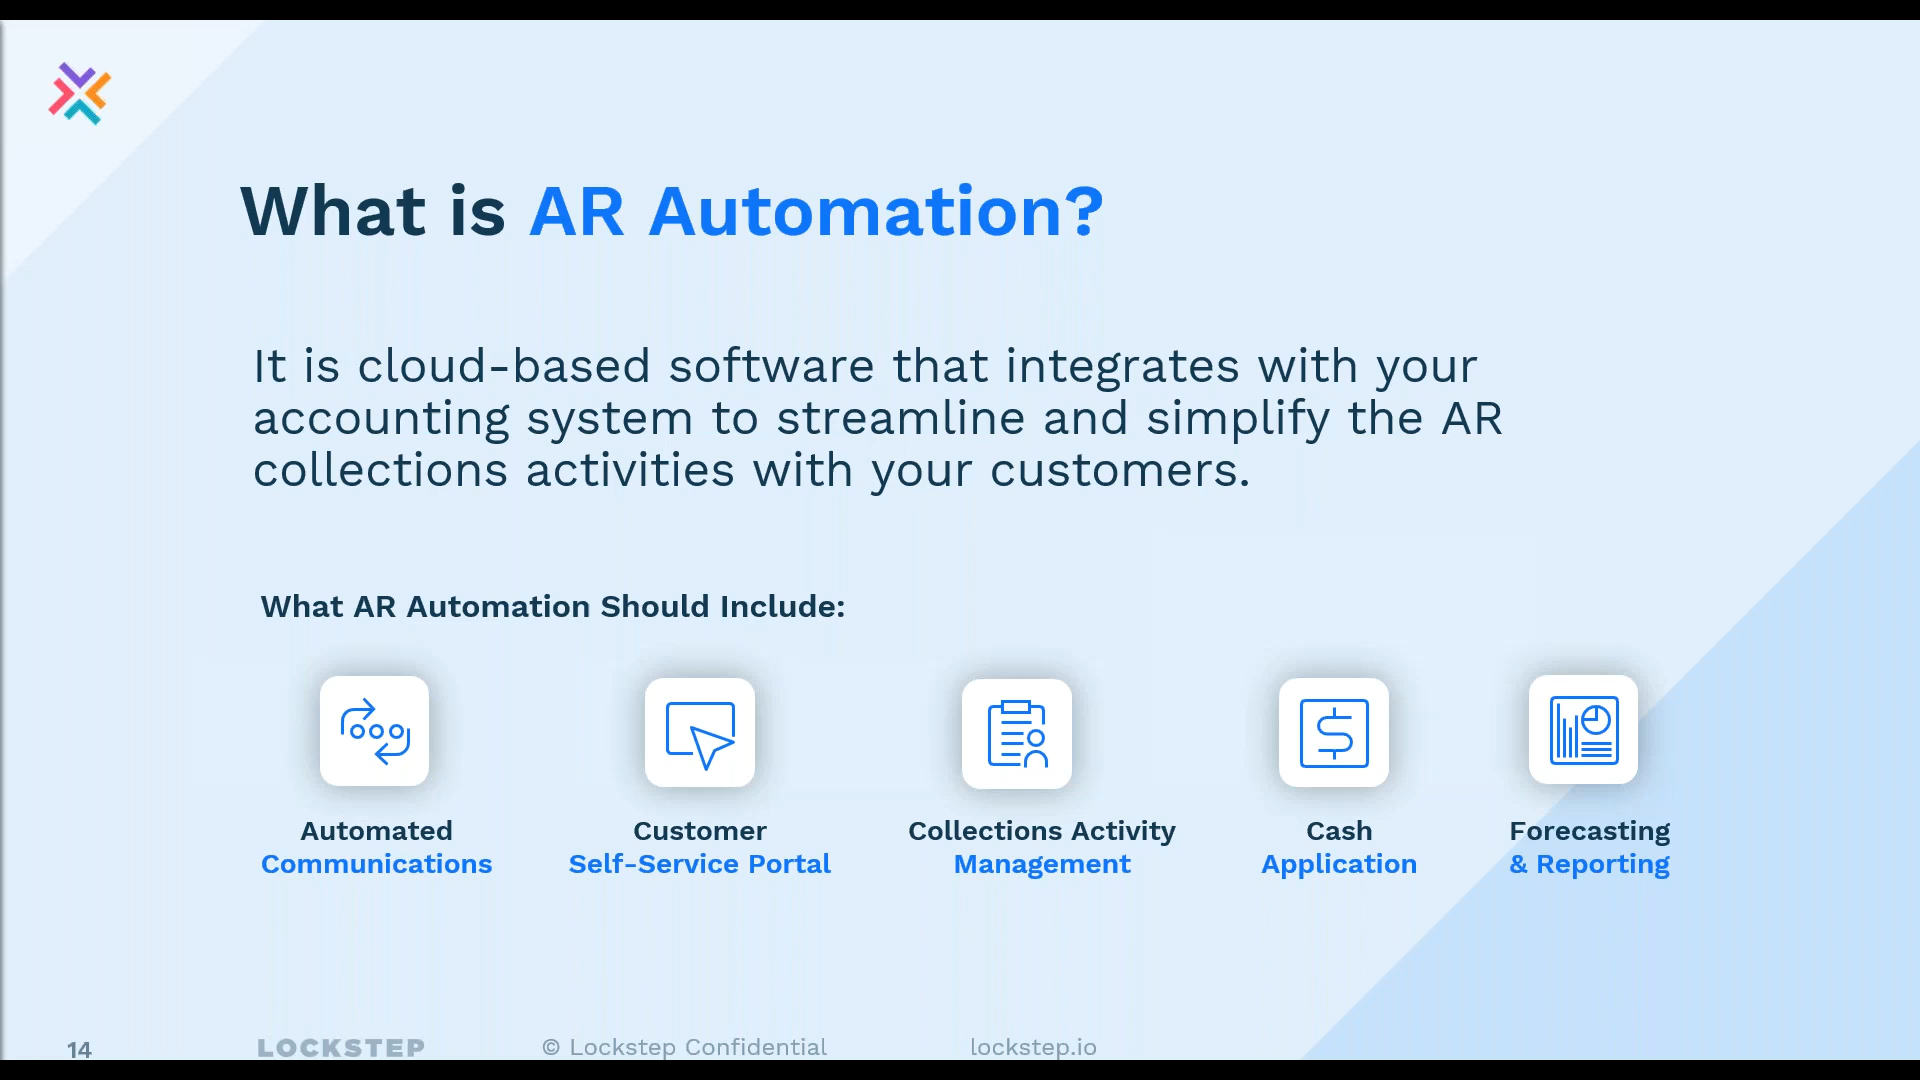 What is AR Automation?
It is cloud-based software that integrates with your
accounting system to streamline and simplify the AR
collections activities with your customers.
What AR Automation Should Include:
Automated
Communications
Customer
Self-Service Portal
Collections Activity
Management
Cash
Application
Forecasting
& Reporting
14
LOCKSTEP
© Lockstep Confidential
lockstep.io